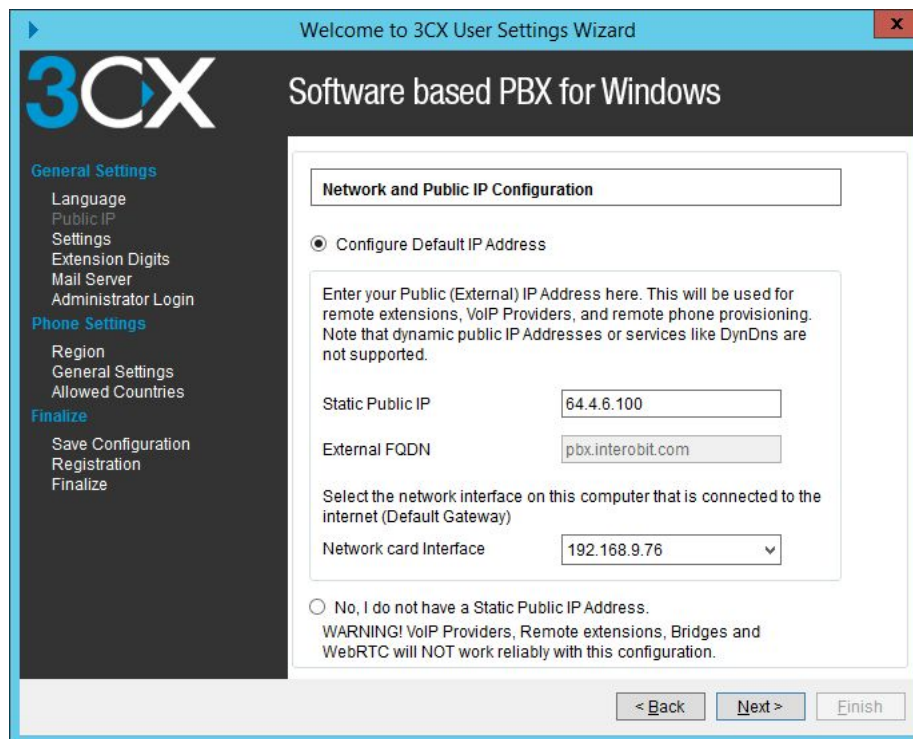 Welcome to 3CX User Settings Wizard
x
3CX
Software based PBX for Windows
General Settings
Language
Public IP
Settings
Extension Digits
Mail Server
Administrator Login
Phone Settings
Region
General Settings
Allowed Countries
Finalize
Save Configuration
Registration
Finalize
Network and Public IP Configuration
Configure Default IP Address
Enter your Public (External) IP Address here. This will be used for
remote extensions, VoIP Providers, and remote phone provisioning.
Note that dynamic public IP Addresses or services like DynDns are
not supported.
Static Public IP 64.4.6.100
External FQDN pbx.interobit.com
Select the network interface on this computer that is connected to the
internet (Default Gateway)
Network card Interface 192.168.9.76
No, I do not have a Static Public IP Address.
WARNING! VoIP Providers, Remote extensions, Bridges and
WebRTC will NOT work reliably with this configuration.
< Back Next > Finish